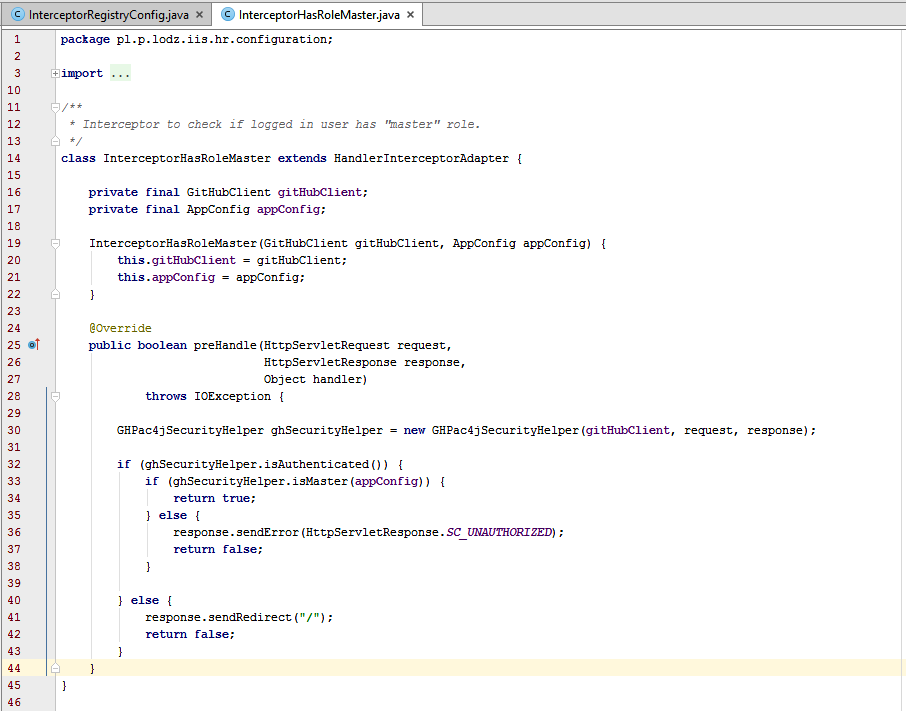 InterceptorRegistryConfig.java × InterceptorHasRoleMaster.java ×
1 package pl.p.lodz.iis.hr.configuration;
2
3 import ...
10
11 /**
12  * Interceptor to check if logged in user has "master" role.
13  */
14 class InterceptorHasRoleMaster extends HandlerInterceptorAdapter {
15
16     private final GitHubClient gitHubClient;
17     private final AppConfig appConfig;
18
19     InterceptorHasRoleMaster(GitHubClient gitHubClient, AppConfig appConfig) {
20         this.gitHubClient = gitHubClient;
21         this.appConfig = appConfig;
22     }
23
24     @Override
25     public boolean preHandle(HttpServletRequest request,
26                              HttpServletResponse response,
27                              Object handler)
28             throws IOException {
29
30         GHPac4jSecurityHelper ghSecurityHelper = new GHPac4jSecurityHelper(gitHubClient, request, response);
31
32         if (ghSecurityHelper.isAuthenticated()) {
33             if (ghSecurityHelper.isMaster(appConfig)) {
34                 return true;
35             } else {
36                 response.sendError(HttpServletResponse.SC_UNAUTHORIZED);
37                 return false;
38             }
39
40         } else {
41             response.sendRedirect("/");
42             return false;
43         }
44     }
45 }
46